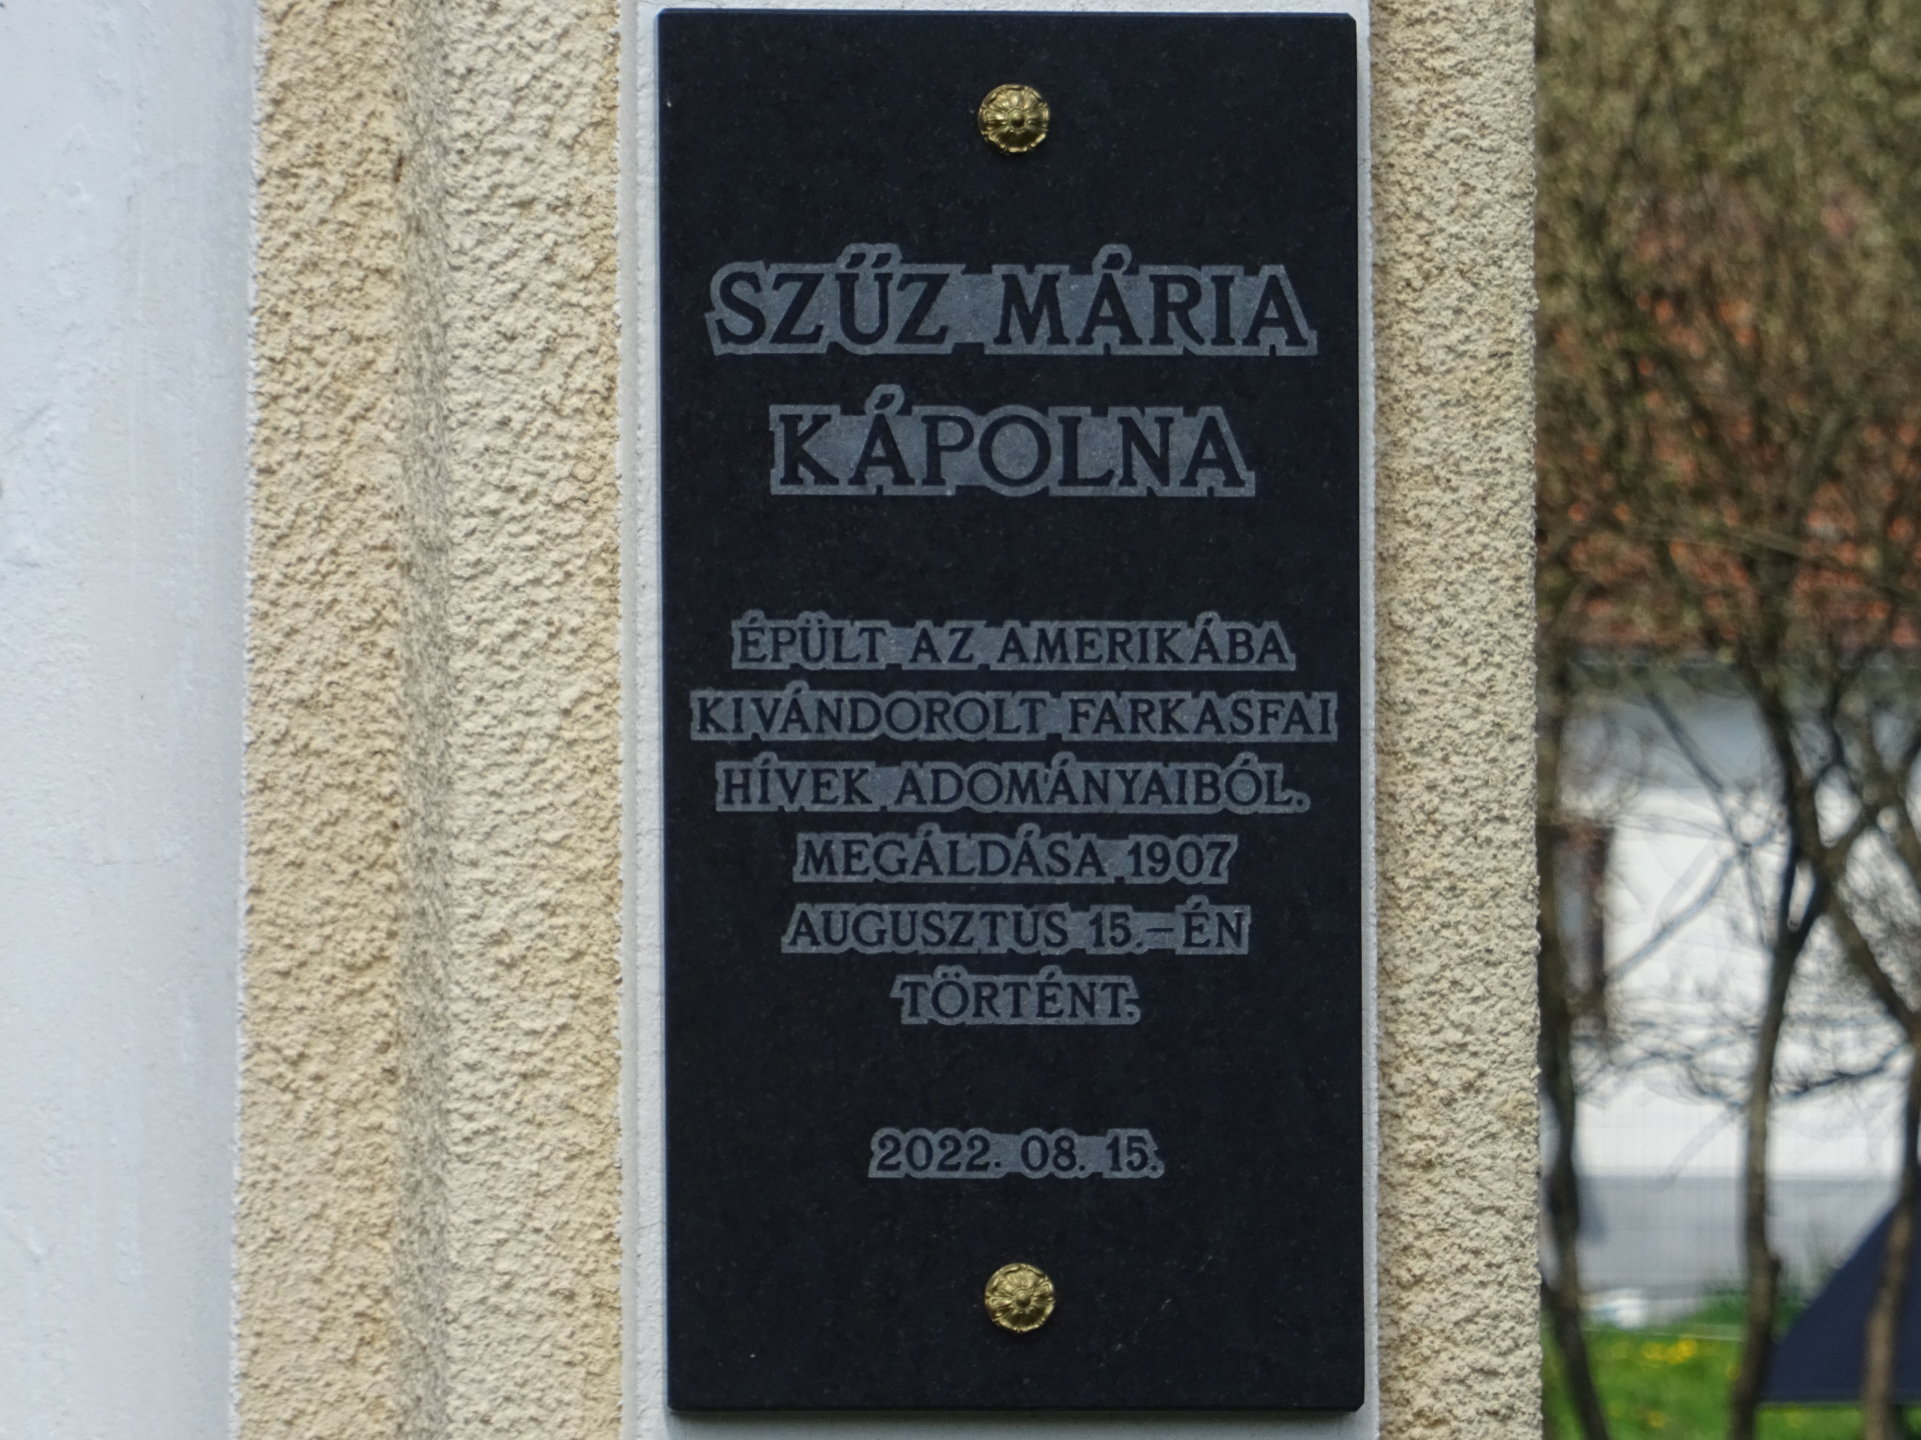 SZŰZ MÁRIA
KÁPOLNA
ÉPÜLT AZ AMERIKÁBA
KIVÁNDOROLT FARKASFAI
HÍVEK ADOMÁNYAIBÓL.
MEGÁLDÁSA 1907
AUGUSZTUS 15.-ÉN
TÖRTÉNT.
2022. 08. 15.